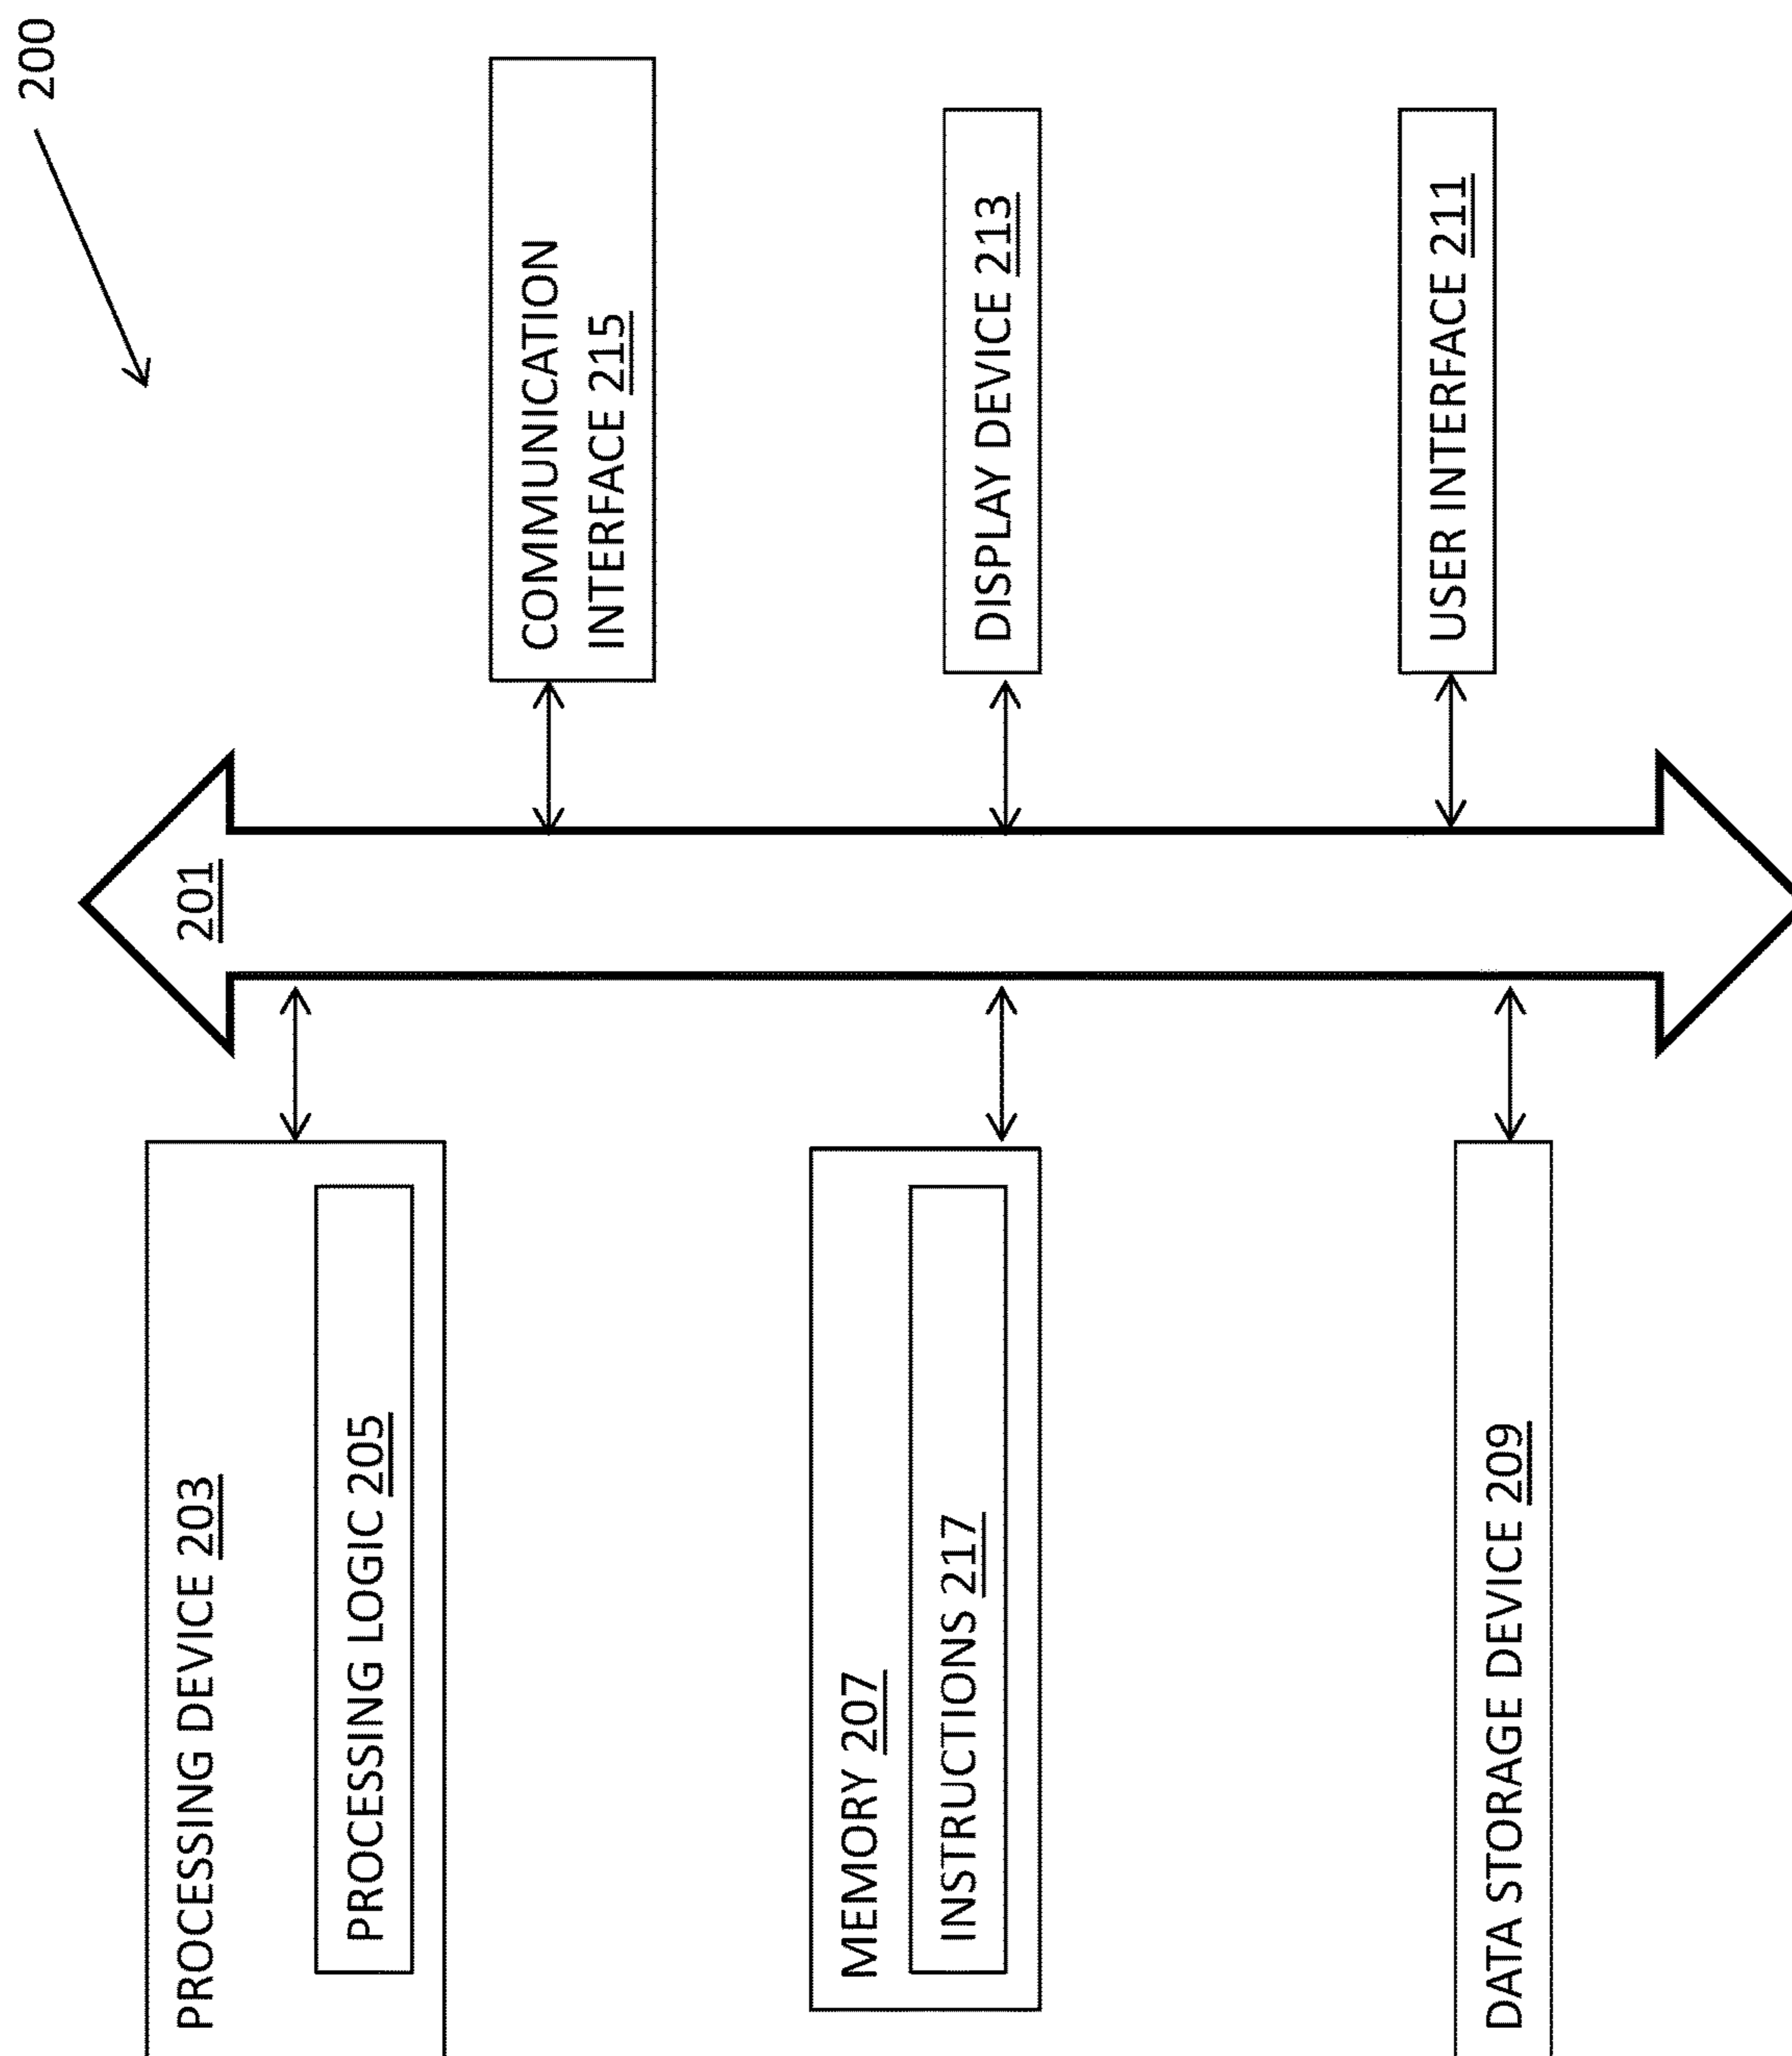 200
PROCESSING DEVICE 203
PROCESSING LOGIC 205
201
COMMUNICATION
INTERFACE 215
MEMORY 207
INSTRUCTIONS 217
DISPLAY DEVICE 213
DATA STORAGE DEVICE 209
USER INTERFACE 211